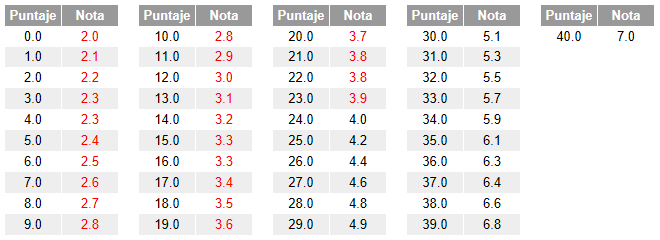 Puntaje Nota Puntaje Nota Puntaje Nota Puntaje Nota Puntaje Nota
0.0 2.0 10.0 2.8 20.0 3.7 30.0 5.1 40.0 7.0
1.0 2.1 11.0 2.9 21.0 3.8 31.0 5.3
2.0 2.2 12.0 3.0 22.0 3.8 32.0 5.5
3.0 2.3 13.0 3.1 23.0 3.9 33.0 5.7
4.0 2.3 14.0 3.2 24.0 4.0 34.0 5.9
5.0 2.4 15.0 3.3 25.0 4.2 35.0 6.1
6.0 2.5 16.0 3.3 26.0 4.4 36.0 6.3
7.0 2.6 17.0 3.4 27.0 4.6 37.0 6.4
8.0 2.7 18.0 3.5 28.0 4.8 38.0 6.6
9.0 2.8 19.0 3.6 29.0 4.9 39.0 6.8